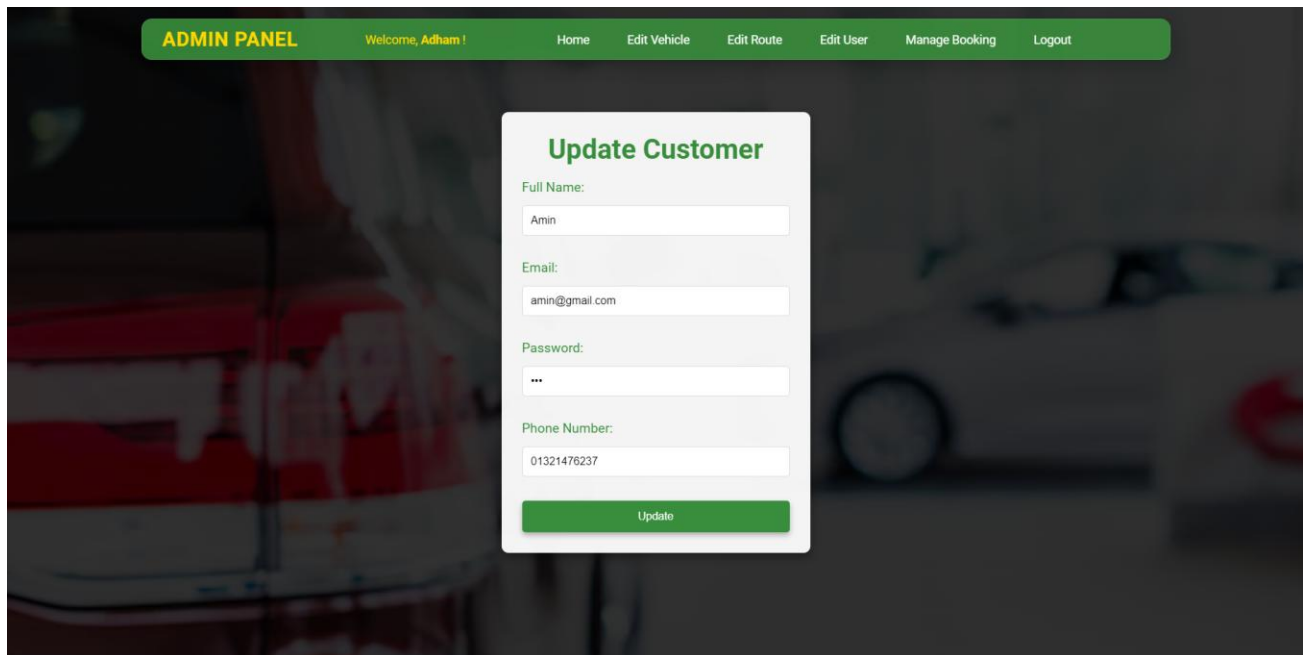 ADMIN PANEL Welcome, Adham ! Home Edit Vehicle Edit Route Edit User Manage Booking Logout
Update Customer
Full Name:
Amin
Email:
amin@gmail.com
Password:
•••
Phone Number:
01321476237
Update